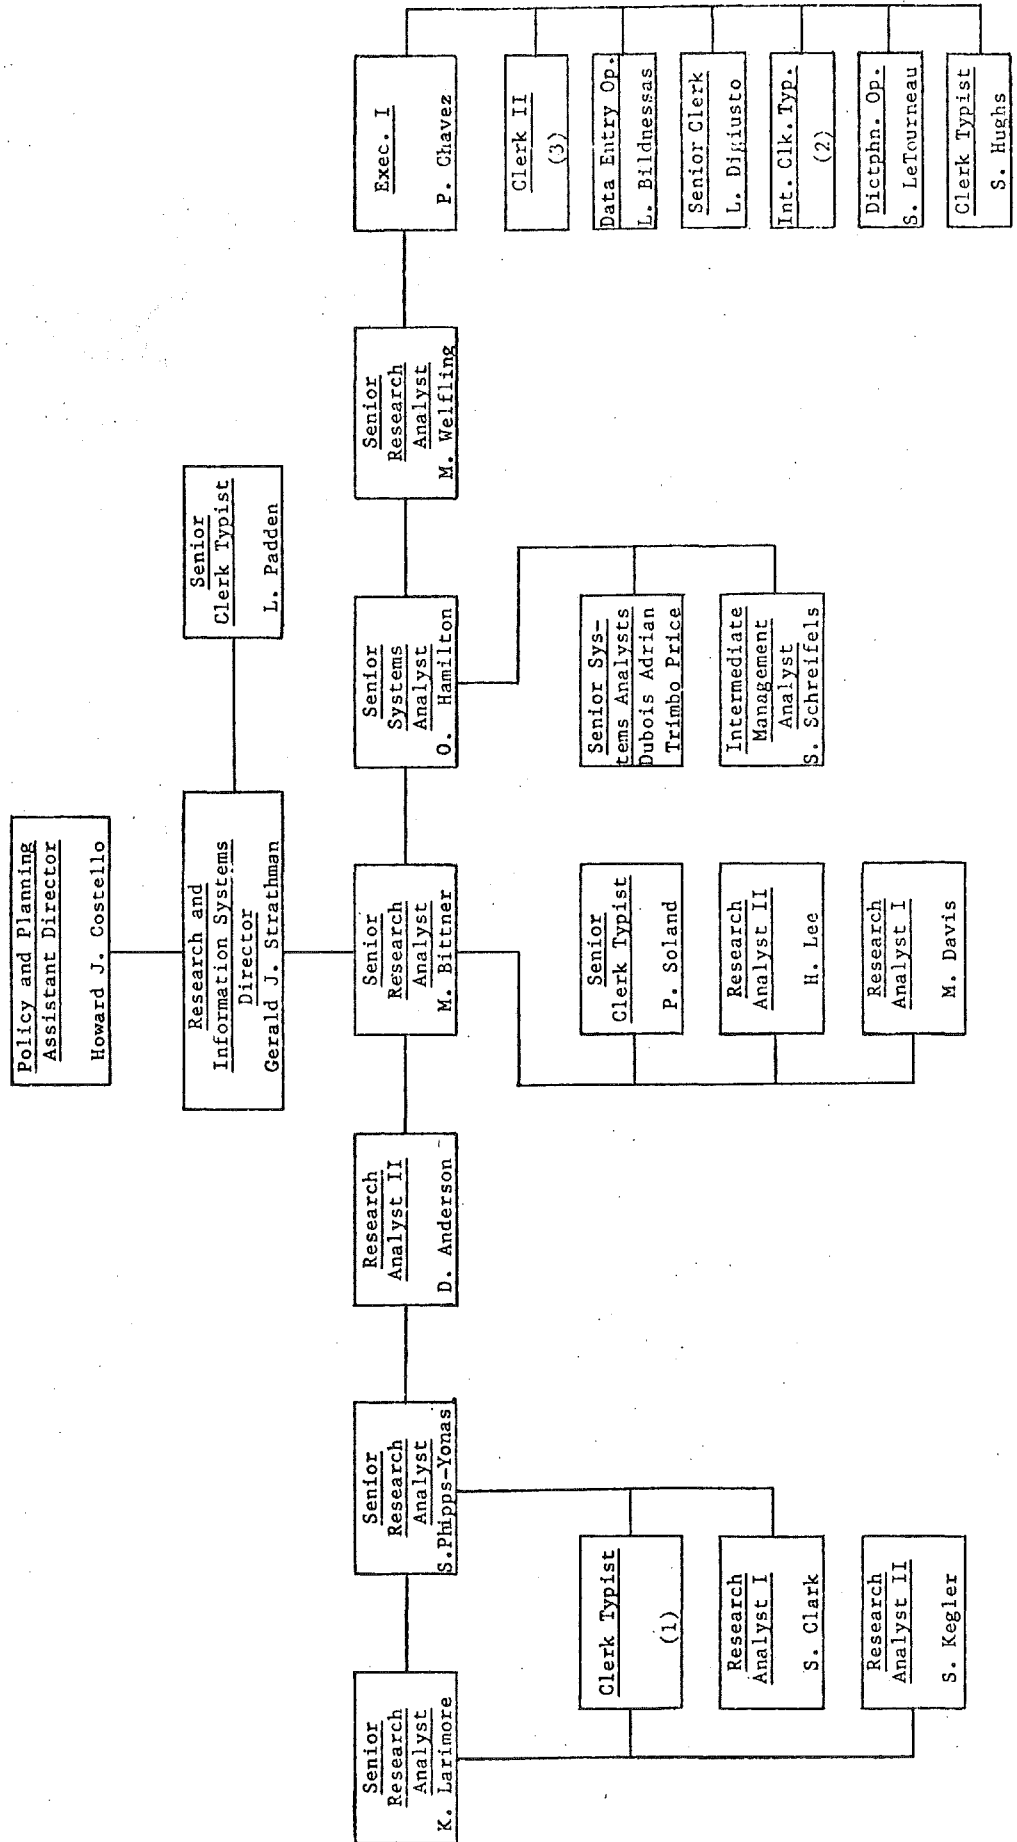 Policy and Planning
Assistant Director
Howard J. Costello
Research and
Information Systems
Director
Gerald J. Strathman
Senior
Clerk Typist
L. Padden
Senior
Research
Analyst
K. Larimore
Senior
Research
Analyst
S.Phipps-Yonas
Research
Analyst II
D. Anderson
Senior
Research
Analyst
M. Bittner
Senior
Systems
Analyst
O. Hamilton
Senior
Research
Analyst
M. Welfling
Exec. I
P. Chavez
Clerk Typist
(1)
Research
Analyst I
S. Clark
Research
Analyst II
S. Kegler
Senior
Clerk Typist
P. Soland
Research
Analyst II
H. Lee
Research
Analyst I
M. Davis
Senior Sys-
tems Analysts
Dubois Adrian
Trimbo Price
Intermediate
Management
Analyst
S. Schreifels
Clerk II
(3)
Data Entry Op.
L. Bildnessas
Senior Clerk
L. Digiusto
Int. Clk. Typ.
(2)
Dictphn. Op.
S. LeTourneau
Clerk Typist
S. Hughs